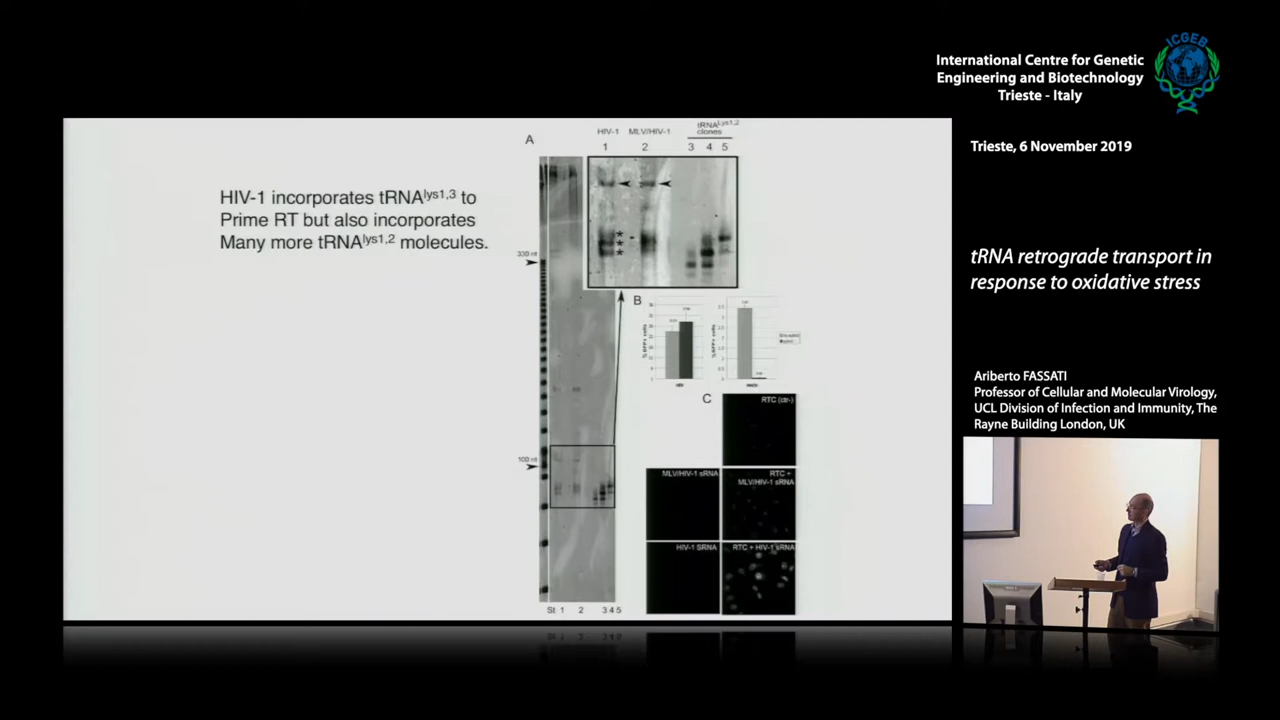 ICGEB
International Centre for Genetic
Engineering and Biotechnology
Trieste - Italy
Trieste, 6 November 2019
tRNA retrograde transport in
response to oxidative stress
Ariberto FASSATI
Professor of Cellular and Molecular Virology,
UCL Division of Infection and Immunity, The
Rayne Building London, UK
HIV-1 incorporates tRNAlys1,3 to
Prime RT but also incorporates
Many more tRNAlys1,2 molecules.
A
HIV-1 MLV/HIV-1 tRNALys1,2
clones
1 2 3 4 5
330 nt
100 nt
St 1 2 3 4 5
B
% GFP+ cells
% GFP+ cells
C
RTC (ctr-)
MLV/HIV-1 sRNA
RTC +
MLV/HIV-1 sRNA
HIV-1 SRNA
RTC + HIV-1 sRNA